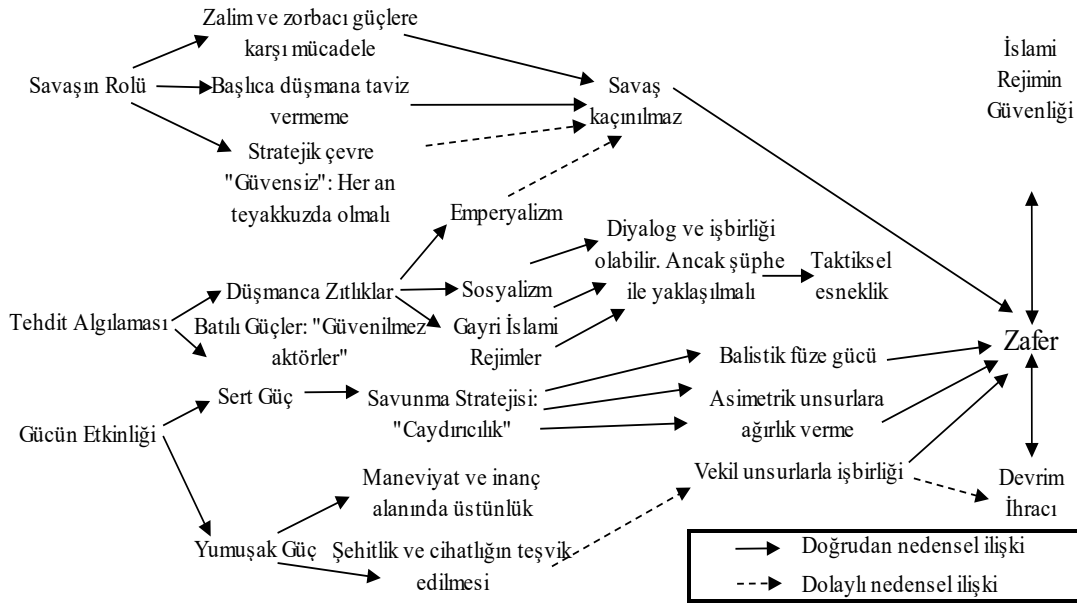 Zalim ve zorbacı güçlere
karşı mücadele
Savaşın Rolü
Başlıca düşmana taviz
vermeme
Stratejik çevre
"Güvensiz": Her an
teyakkuzda olmalı
Savaş
kaçınılmaz
İslami
Rejimin
Güvenliği
Tehdit Algılaması
Düşmanca Zıtlıklar
Batılı Güçler: "Güvenilmez
aktörler"
Emperyalizm
Sosyalizm
Gayri İslami
Rejimler
Diyalog ve işbirliği
olabilir. Ancak şüphe
ile yaklaşılmalı
Taktiksel
esneklik
Zafer
Gücün Etkinliği
Sert Güç
Savunma Stratejisi:
"Caydırıcılık"
Balistik füze gücü
Asimetrik unsurlara
ağırlık verme
Vekil unsurlarla işbirliği
Devrim
İhracı
Yumuşak Güç
Maneviyat ve inanç
alanında üstünlük
Şehitlik ve cihatlığın teşvik
edilmesi
Doğrudan nedensel ilişki
Dolaylı nedensel ilişki